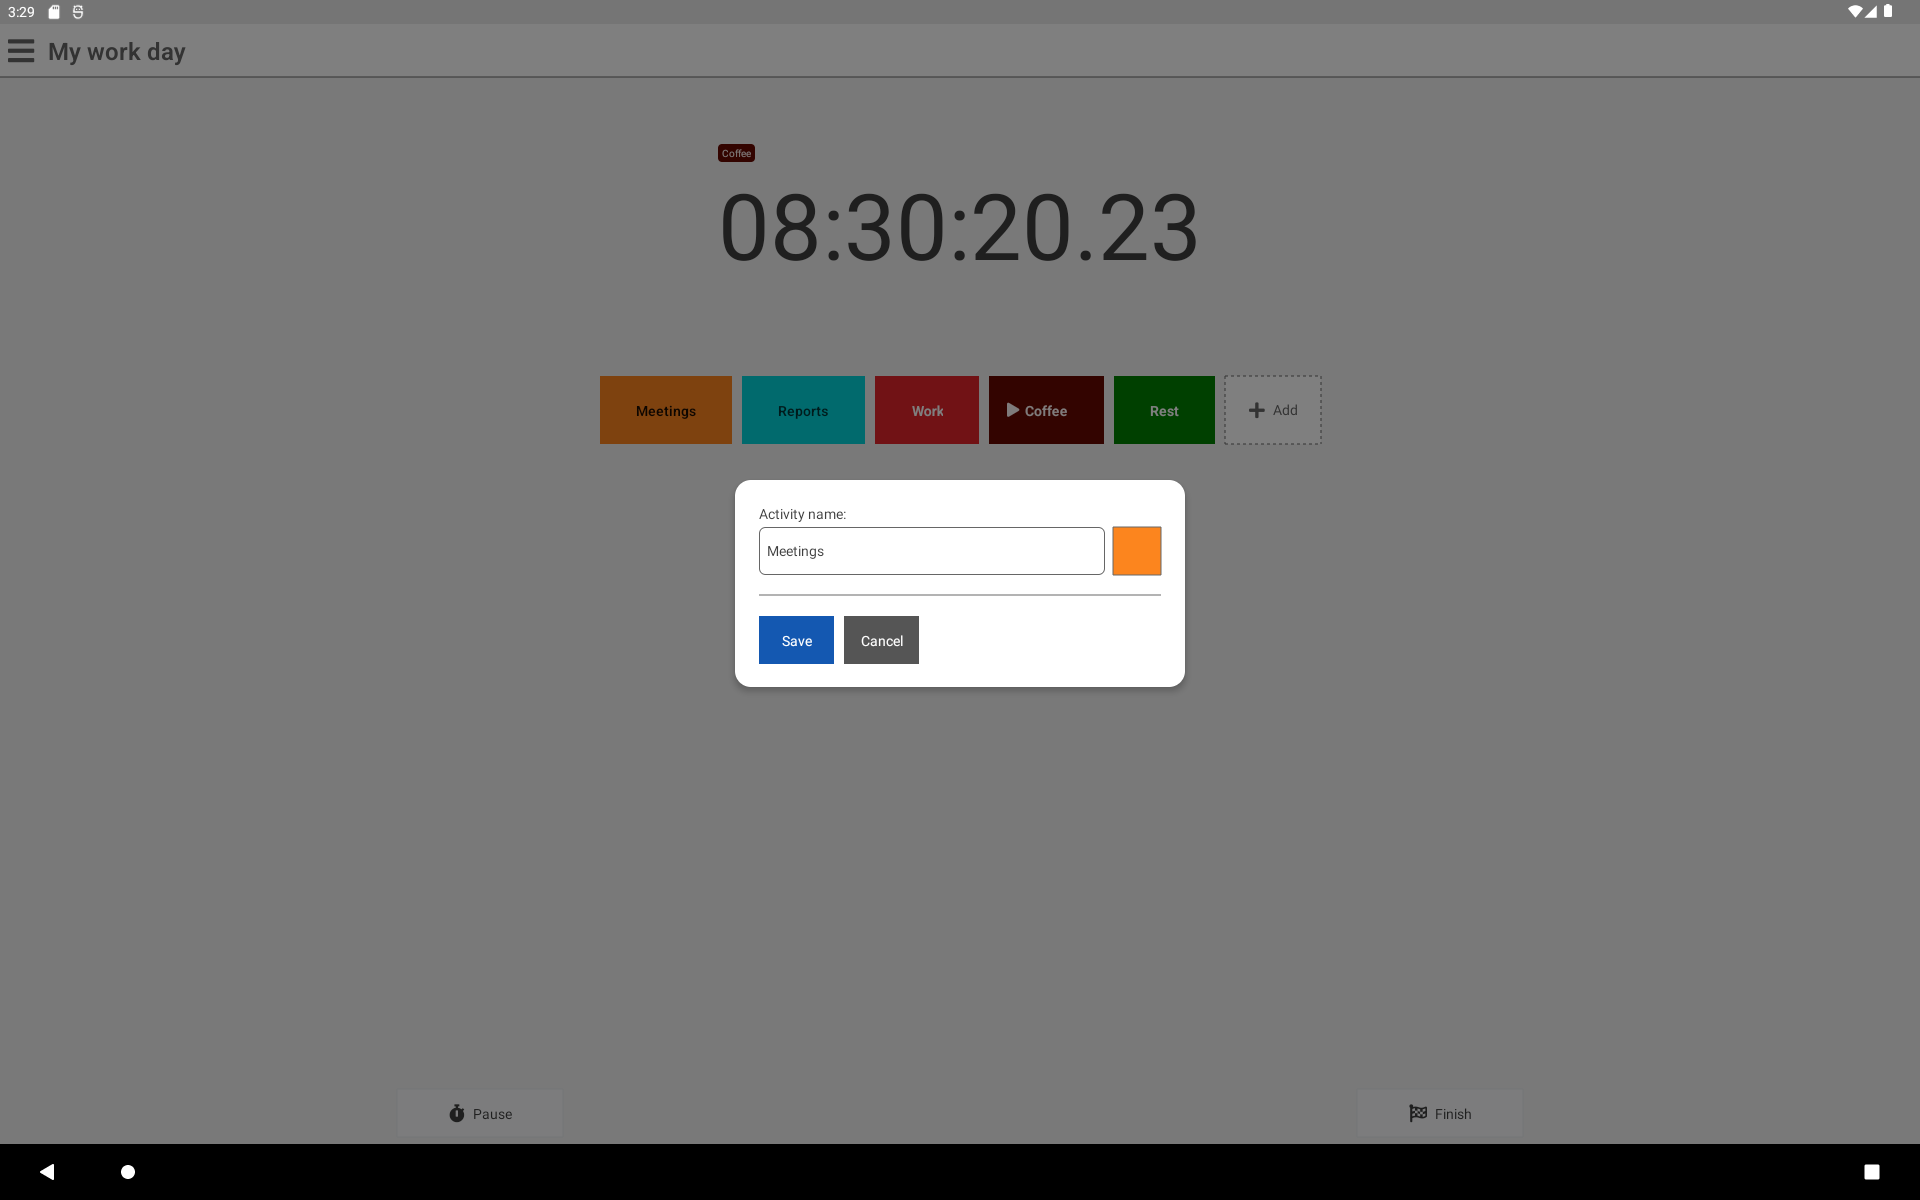 3:29
My work day
Coffee
08:30:20.23
Meetings
Reports
Work
Coffee
Rest
Add
Activity name:
Meetings
Save
Cancel
Pause
Finish